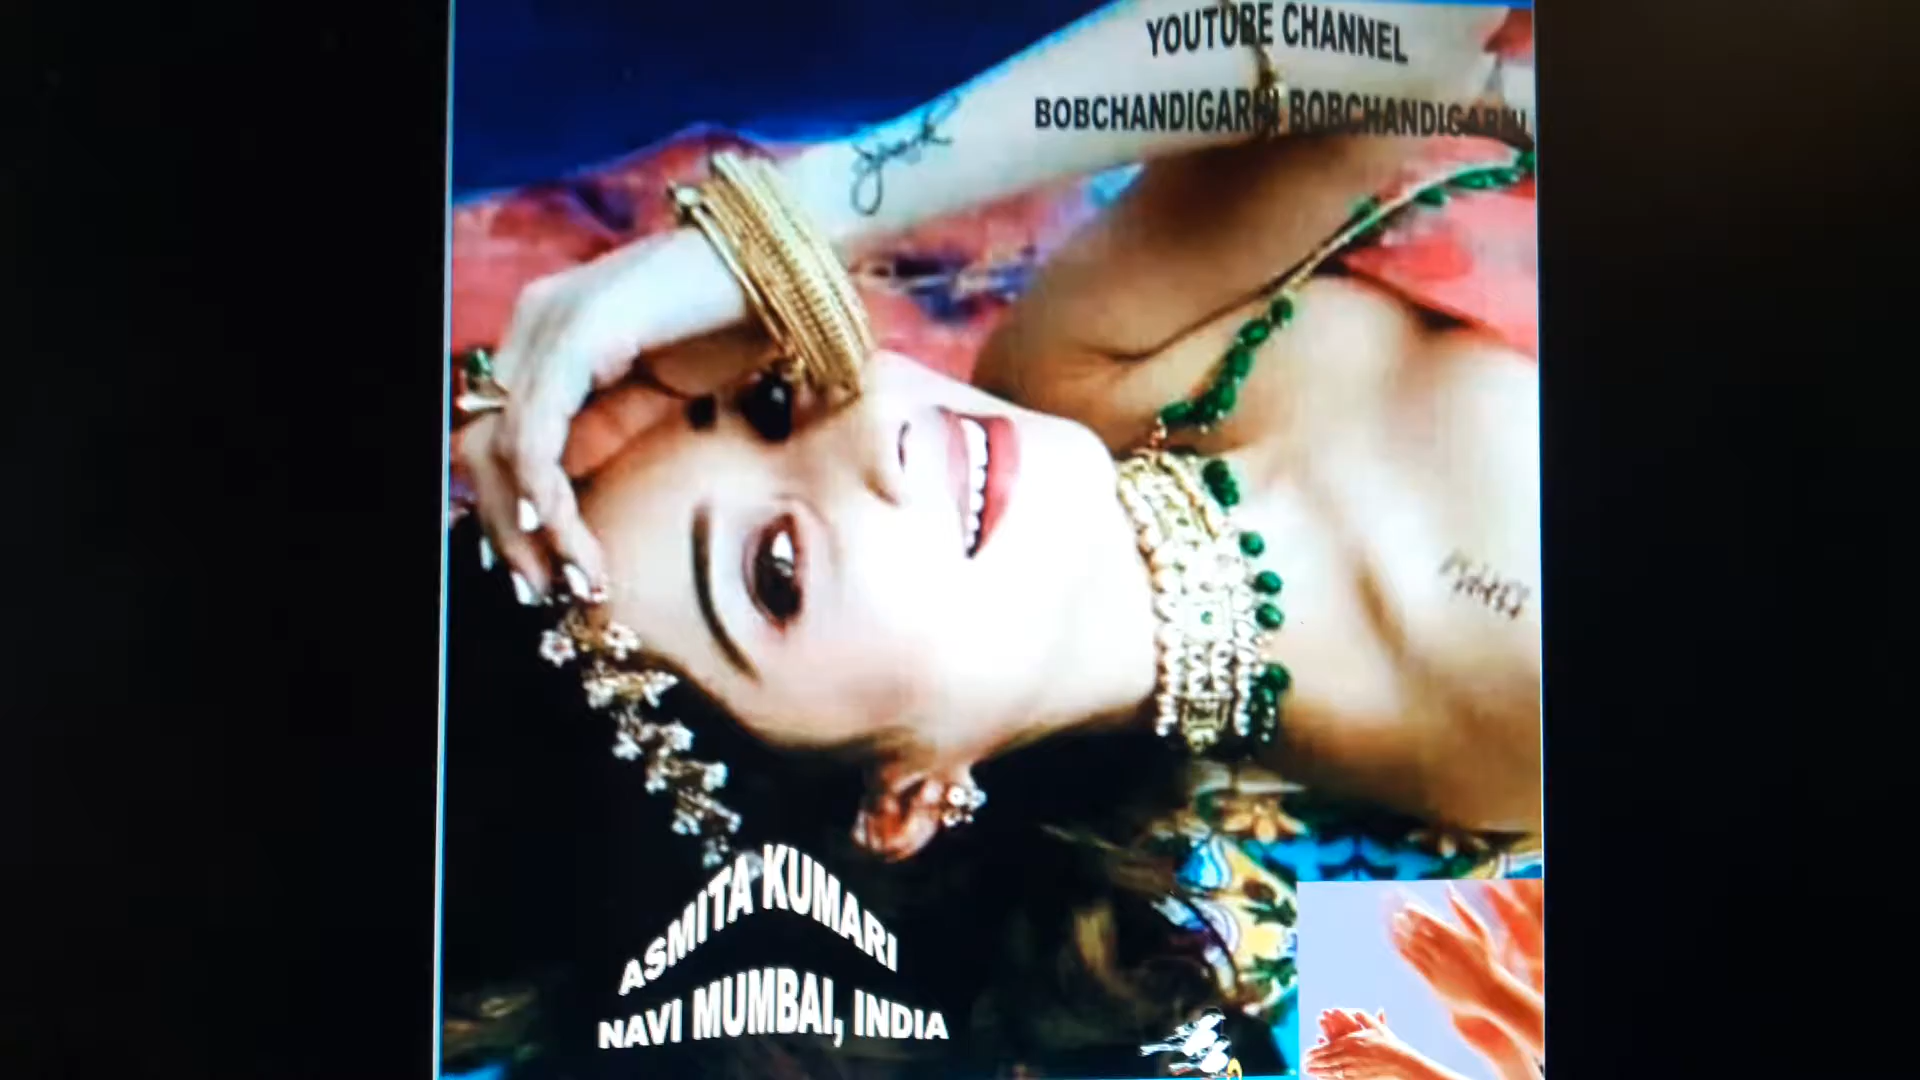 YOUTUBE CHANNEL
BOBCHANDIGARHI BOBCHANDIGARHI
ASMITA KUMARI
NAVI MUMBAI, INDIA